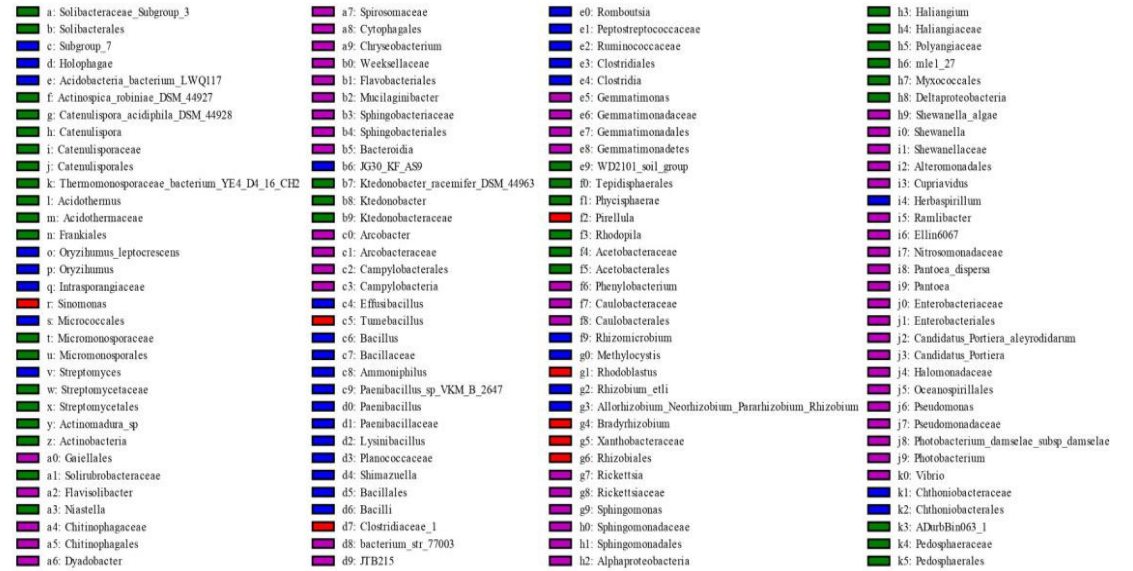 a: Solibacteraceae_Subgroup_3
b: Solibacterales
c: Subgroup_7
d: Holophagae
e: Acidobacteria_bacterium_LWQ117
f: Actinospica_robiniae_DSM_44927
g: Catenulispora_acidiphila_DSM_44928
h: Catenulispora
i: Catenulisporaceae
j: Catenulisporales
k: Thermomonosporaceae_bacterium_YE4_D4_16_CH2
l: Acidothermus
m: Acidothermaceae
n: Frankiales
o: Oryzihumus_leptocrescens
p: Oryzihumus
q: Intrasporangiaceae
r: Sinomonas
s: Micrococcales
t: Micromonosporaceae
u: Micromonosporales
v: Streptomyces
w: Streptomycetaceae
x: Streptomycetales
y: Actinomadura_sp
z: Actinobacteria
a0: Gaiellales
a1: Solirubrobacteraceae
a2: Flavisolibacter
a3: Niastella
a4: Chitinophagaceae
a5: Chitinophagales
a6: Dyadobacter
a7: Spirosomaceae
a8: Cytophagales
a9: Chryseobacterium
b0: Weeksellaceae
b1: Flavobacteriales
b2: Mucilaginibacter
b3: Sphingobacteriaceae
b4: Sphingobacteriales
b5: Bacteroidia
b6: JG30_KF_AS9
b7: Ktedonobacter_racemifer_DSM_44963
b8: Ktedonobacter
b9: Ktedonobacteraceae
c0: Arcobacter
c1: Arcobacteraceae
c2: Campylobacterales
c3: Campylobacteria
c4: Effusibacillus
c5: Tumebacillus
c6: Bacillus
c7: Bacillaceae
c8: Ammoniphilus
c9: Paenibacillus_sp_VKM_B_2647
d0: Paenibacillus
d1: Paenibacillaceae
d2: Lysinibacillus
d3: Planococcaceae
d4: Shimazuella
d5: Bacillales
d6: Bacilli
d7: Clostridiaceae_1
d8: bacterium_str_77003
d9: JTB215
e0: Romboutsia
e1: Peptostreptococcaceae
e2: Ruminococcaceae
e3: Clostridiales
e4: Clostridia
e5: Gemmatimonas
e6: Gemmatimonadaceae
e7: Gemmatimonadales
e8: Gemmatimonadetes
e9: WD2101_soil_group
f0: Tepidisphaerales
f1: Phycisphaerae
f2: Pirellula
f3: Rhodopila
f4: Acetobacteraceae
f5: Acetobacterales
f6: Phenylobacterium
f7: Caulobacteraceae
f8: Caulobacterales
f9: Rhizomicrobium
g0: Methylocystis
g1: Rhodoblastus
g2: Rhizobium_etli
g3: Allorhizobium_Neorhizobium_Pararhizobium_Rhizobium
g4: Bradyrhizobium
g5: Xanthobacteraceae
g6: Rhizobiales
g7: Rickettsia
g8: Rickettsiaceae
g9: Sphingomonas
h0: Sphingomonadaceae
h1: Sphingomonadales
h2: Alphaproteobacteria
h3: Haliangium
h4: Haliangiaceae
h5: Polyangiaceae
h6: mle1_27
h7: Myxococcales
h8: Deltaproteobacteria
h9: Shewanella_algae
i0: Shewanella
i1: Shewanellaceae
i2: Alteromonadales
i3: Cupriavidus
i4: Herbaspirillum
i5: Ramlibacter
i6: Ellin6067
i7: Nitrosomonadaceae
i8: Pantoea_dispersa
i9: Pantoea
j0: Enterobacteriaceae
j1: Enterobacteriales
j2: Candidatus_Portiera_aleyrodidarum
j3: Candidatus_Portiera
j4: Halomonadaceae
j5: Oceanospirillales
j6: Pseudomonas
j7: Pseudomonadaceae
j8: Photobacterium_damselae_subsp_damselae
j9: Photobacterium
k0: Vibrio
k1: Chthoniobacteraceae
k2: Chthoniobacterales
k3: ADurbBin063_1
k4: Pedosphaeraceae
k5: Pedosphaerales